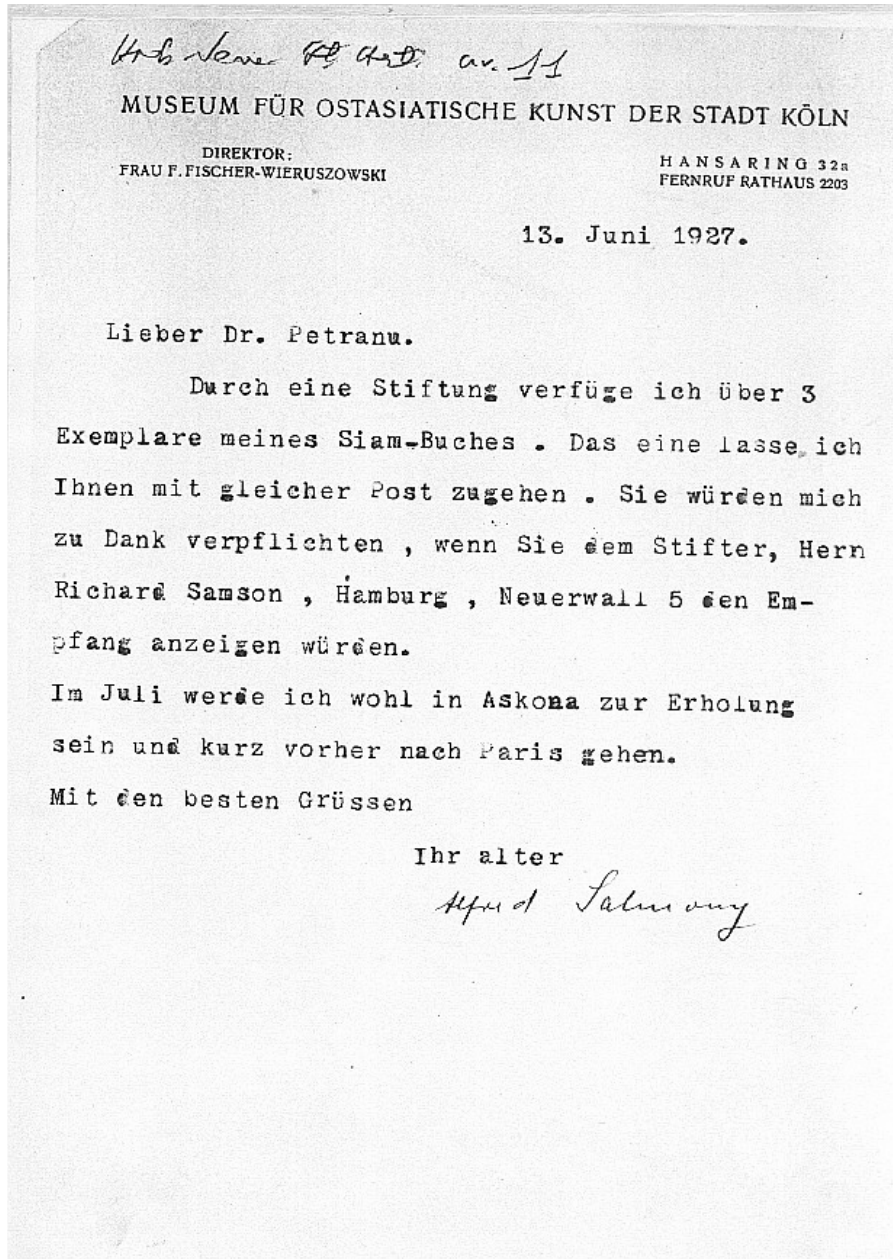 11
MUSEUM FÜR OSTASIATISCHE KUNST DER STADT KÖLN
DIREKTOR:
FRAU F. FISCHER-WIERUSZOWSKI
HANSARING 32a
FERNRUF RATHAUS 2203
13. Juni 1927.
Lieber Dr. Petranu.
Durch eine Stiftung verfüge ich über 3
Exemplare meines Siam-Buches . Das eine lasse ich
Ihnen mit gleicher Post zugehen . Sie würden mich
zu Dank verpflichten , wenn Sie dem Stifter, Hern
Richard Samson , Hamburg , Neuerwall 5 den Em-
pfang anzeigen würden.
Im Juli werde ich wohl in Askona zur Erholung
sein und kurz vorher nach Paris gehen.
Mit den besten Grüssen
Ihr alter
Alfred Salmony